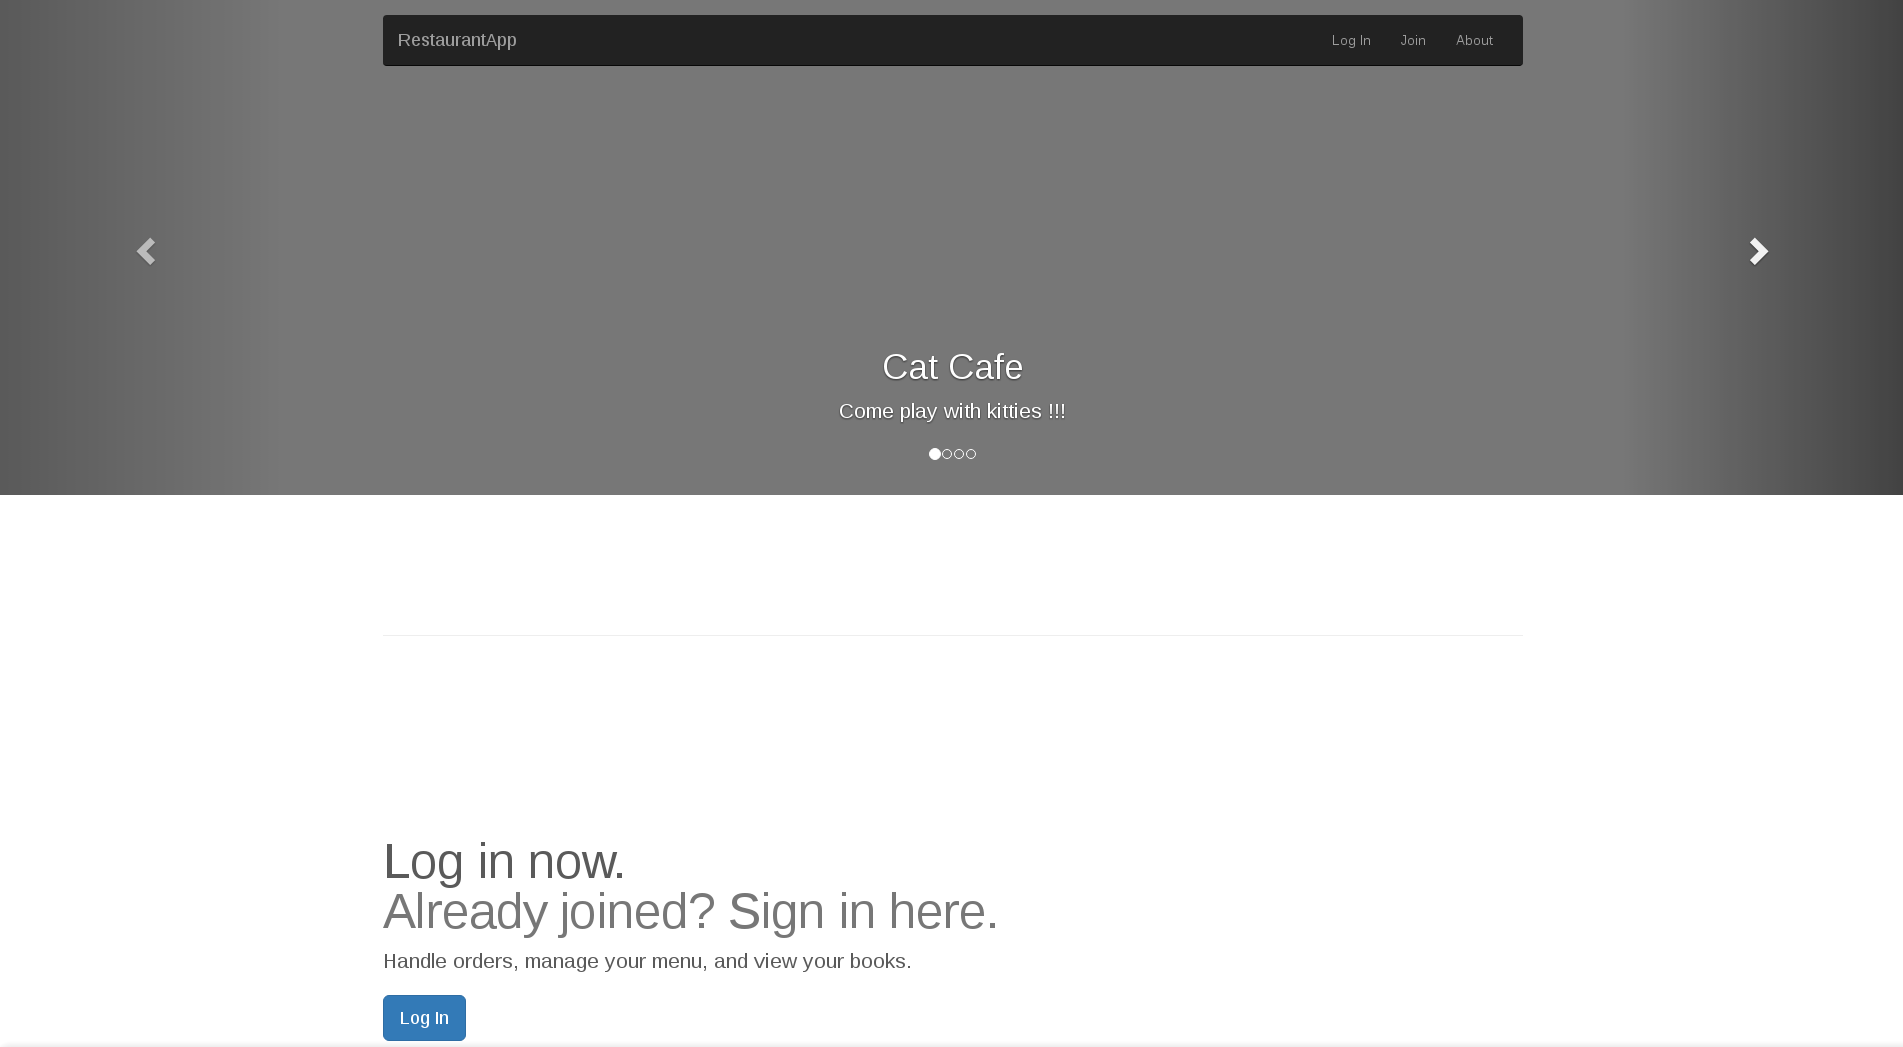 RestaurantApp
Log In
Join
About
Cat Cafe
Come play with kitties !!!
Log in now.
Already joined? Sign in here.
Handle orders, manage your menu, and view your books.
Log In